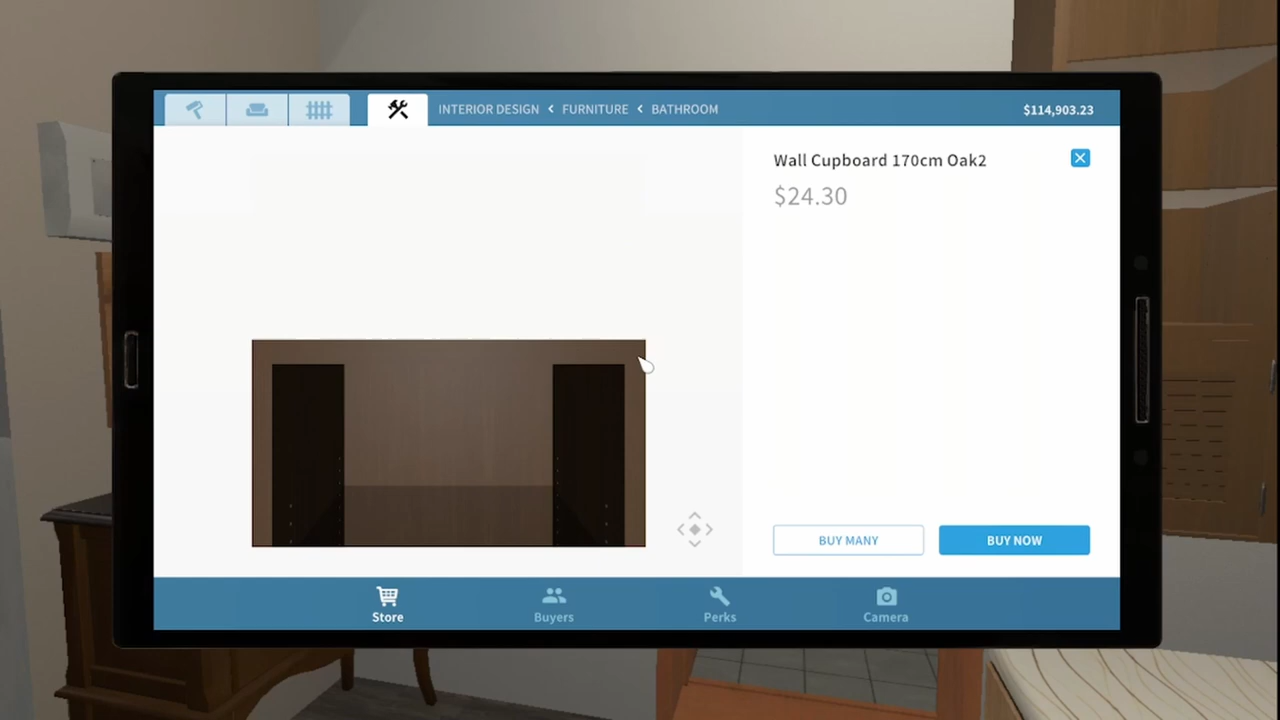 INTERIOR DESIGN < FURNITURE < BATHROOM
$114,903.23
Wall Cupboard 170cm Oak2
$24.30
BUY MANY
BUY NOW
Store
Buyers
Perks
Camera